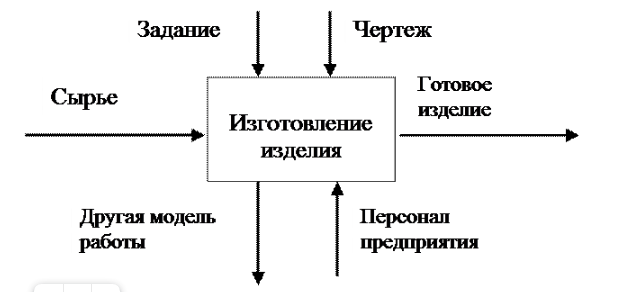 Задание
Чертеж
Сырье
Готовое
изделие
Изготовление
изделия
Другая модель
работы
Персонал
предприятия